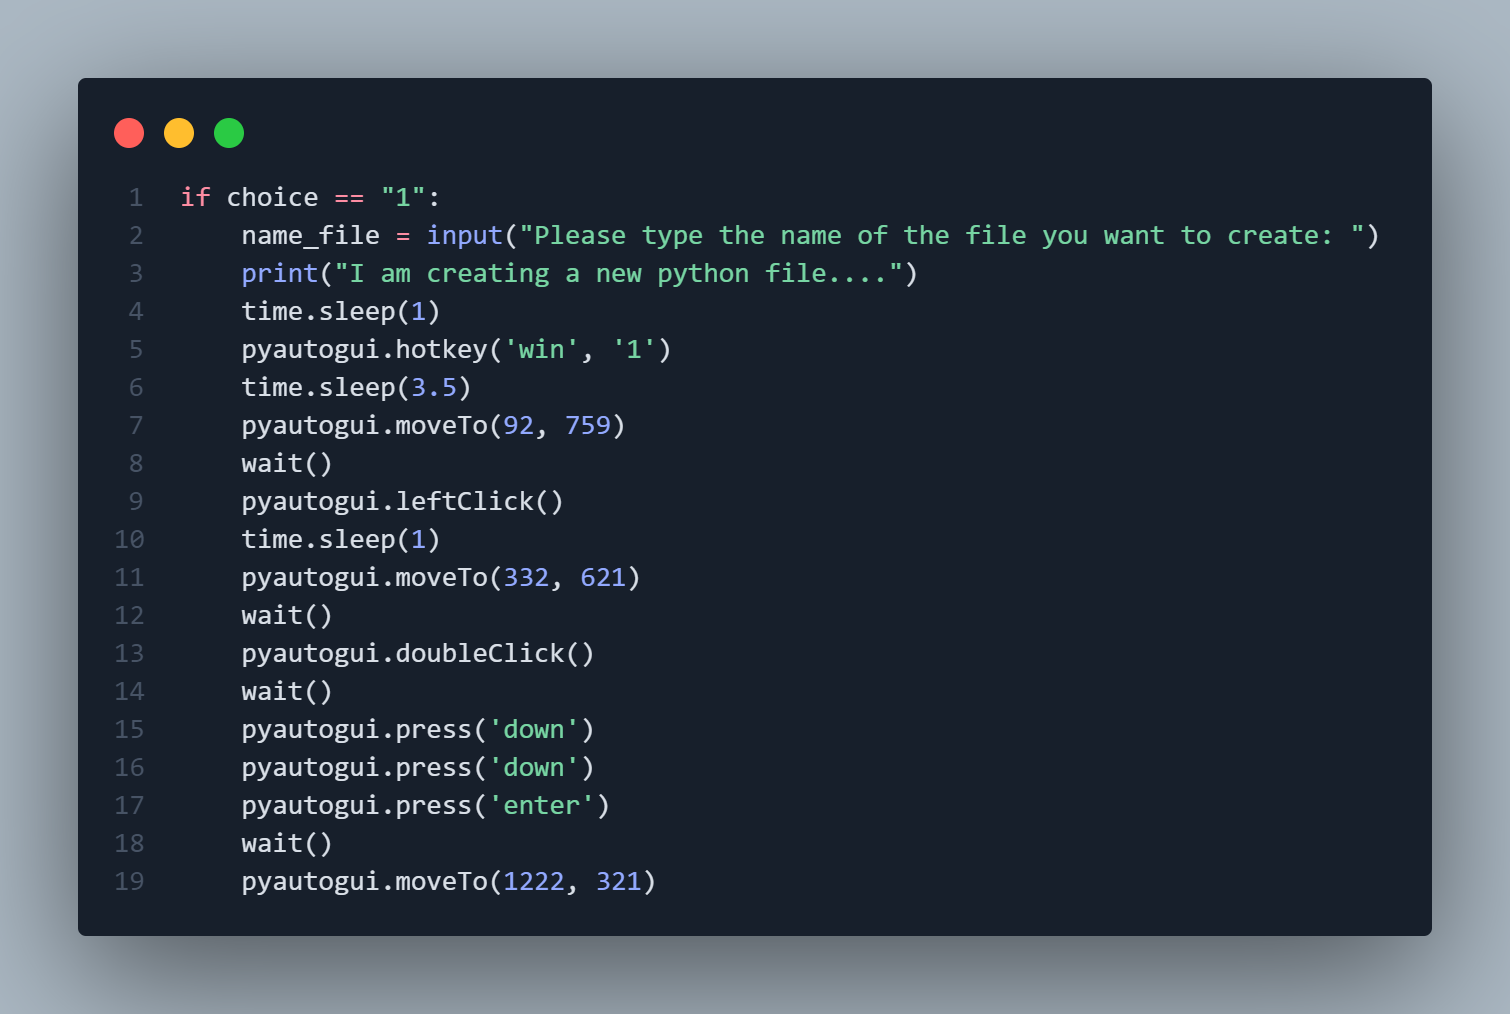 1 if choice == "1":
2     name_file = input("Please type the name of the file you want to create: ")
3     print("I am creating a new python file....")
4     time.sleep(1)
5     pyautogui.hotkey('win', '1')
6     time.sleep(3.5)
7     pyautogui.moveTo(92, 759)
8     wait()
9     pyautogui.leftClick()
10     time.sleep(1)
11     pyautogui.moveTo(332, 621)
12     wait()
13     pyautogui.doubleClick()
14     wait()
15     pyautogui.press('down')
16     pyautogui.press('down')
17     pyautogui.press('enter')
18     wait()
19     pyautogui.moveTo(1222, 321)